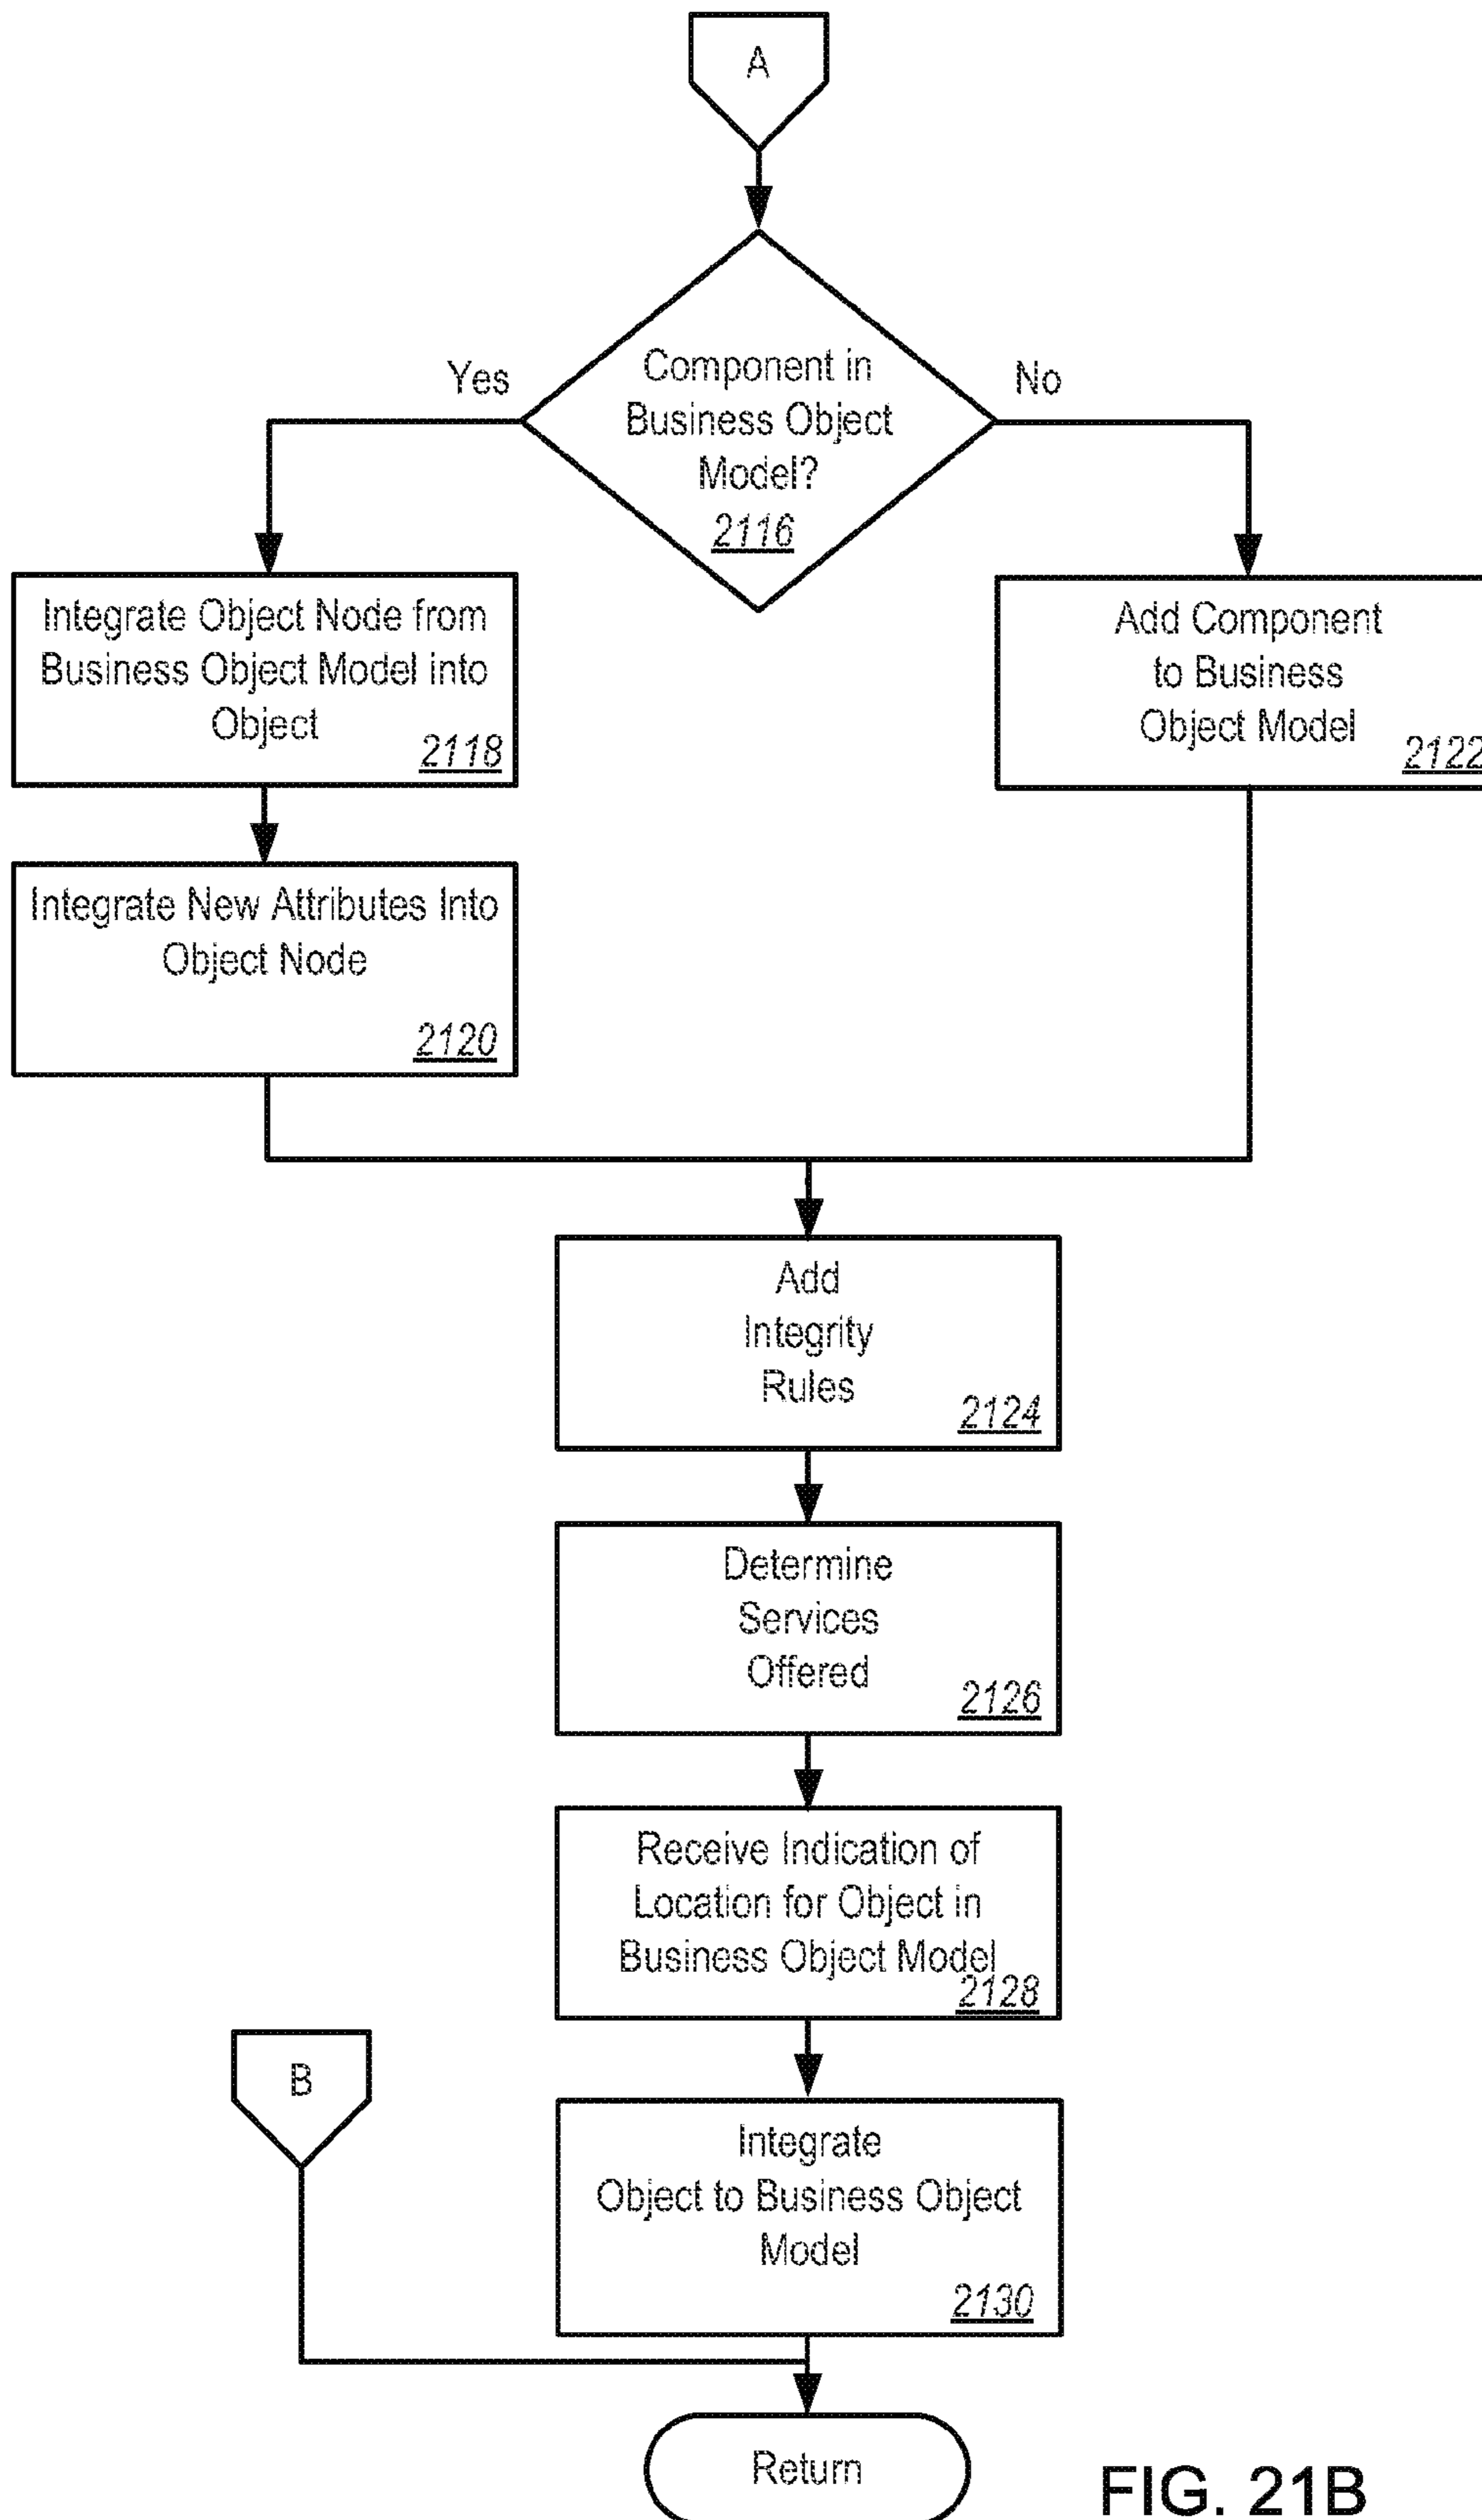 A
Yes
Component in
Business Object
Model?
2116
No
Integrate Object Node from
Business Object Model into
Object
2118
Add Component
to Business
Object Model
2122
Integrate New Attributes Into
Object Node
2120
Add
Integrity
Rules
2124
Determine
Services
Offered
2126
Receive Indication of
Location for Object in
Business Object Model
2128
B
Integrate
Object to Business Object
Model
2130
Return
FIG. 21B